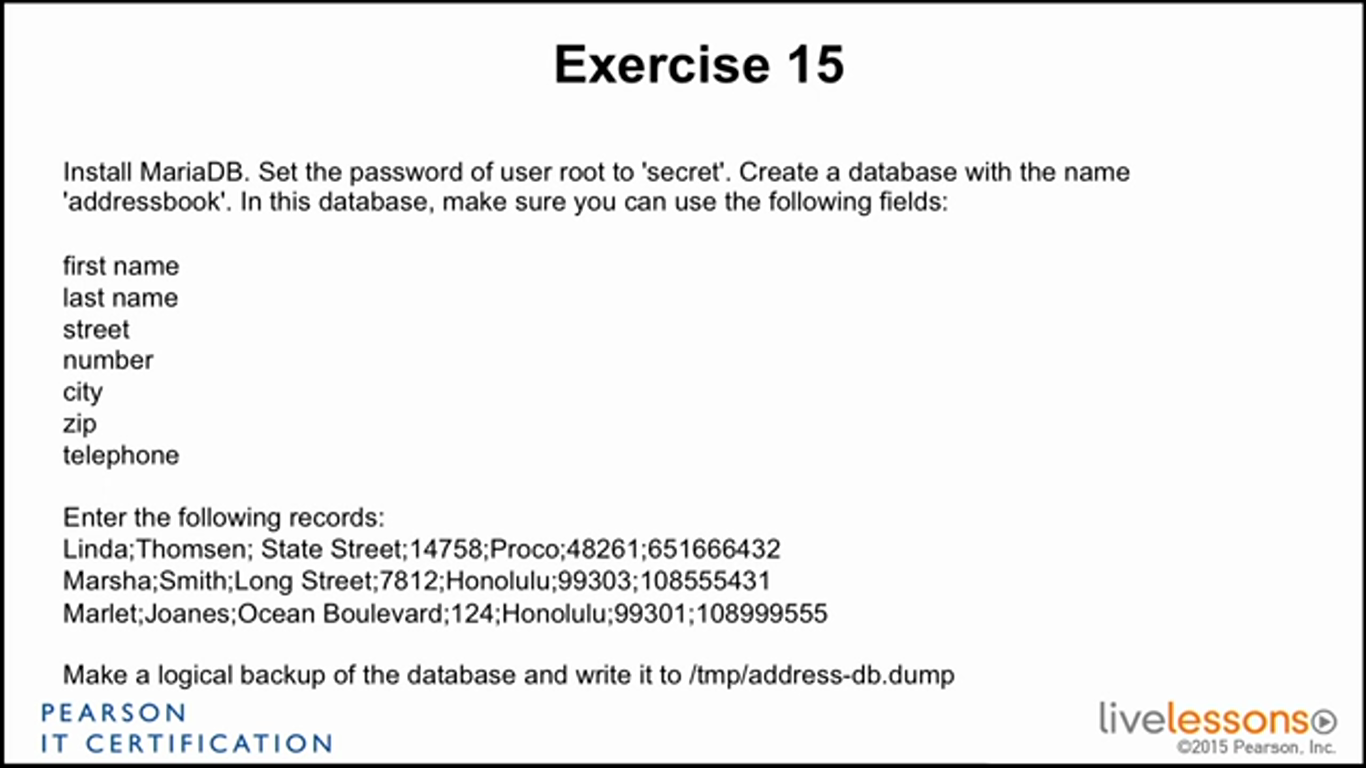 Exercise 15
Install MariaDB. Set the password of user root to 'secret'. Create a database with the name
'addressbook'. In this database, make sure you can use the following fields:
first name
last name
street
number
city
zip
telephone
Enter the following records:
Linda;Thomsen; State Street;14758;Proco;48261;651666432
Marsha;Smith;Long Street;7812;Honolulu;99303;108555431
Marlet;Joanes;Ocean Boulevard;124;Honolulu;99301;108999555
Make a logical backup of the database and write it to /tmp/address-db.dump
PEARSON
IT CERTIFICATION
livelessons
©2015 Pearson, Inc.